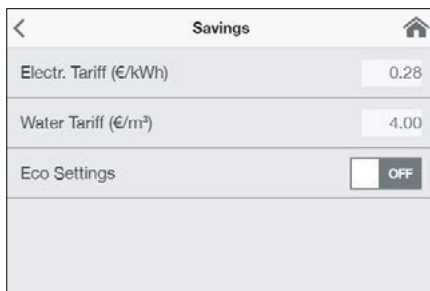 Savings
Electr. Tariff (€/kWh) 0.28
Water Tariff (€/m³) 4.00
Eco Settings OFF